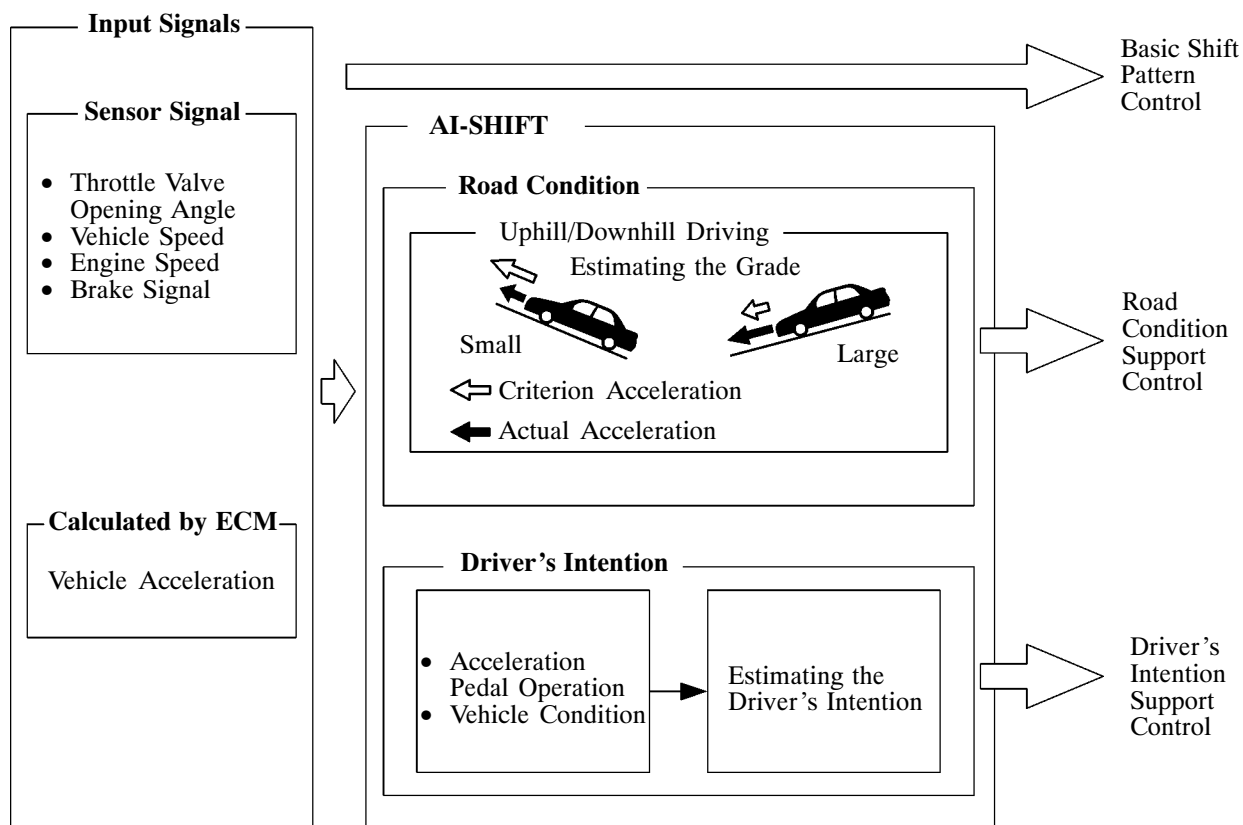 Input Signals
Sensor Signal
• Throttle Valve
Opening Angle
• Vehicle Speed
• Engine Speed
• Brake Signal
Calculated by ECM
Vehicle Acceleration
Basic Shift
Pattern
Control
AI-SHIFT
Road Condition
Uphill/Downhill Driving
Estimating the Grade
Small
Large
Criterion Acceleration
Actual Acceleration
Road
Condition
Support
Control
Driver's Intention
• Acceleration
Pedal Operation
• Vehicle Condition
Estimating the
Driver's Intention
Driver's
Intention
Support
Control